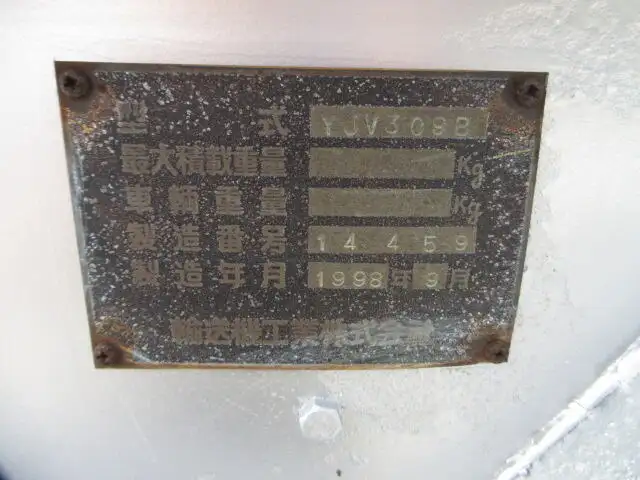 型式 YJV309B
最大積載重量 Kg
車輌重量 Kg
製造番号 14459
製造年月 1998年9月
輸送機工業株式会社